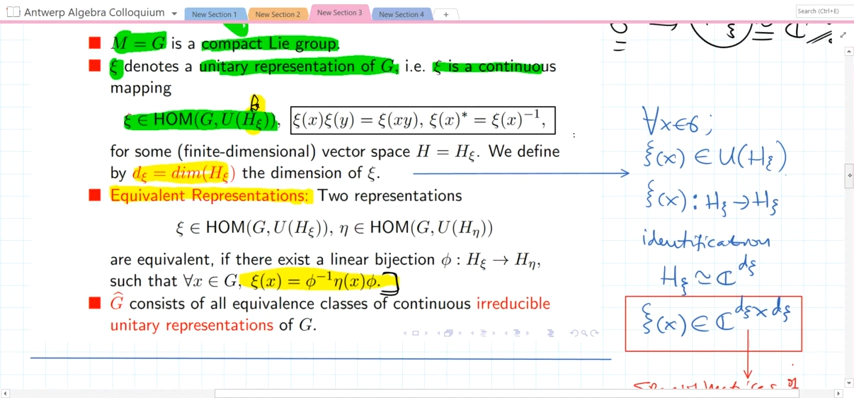 Antwerp Algebra Colloquium
New Section 1
New Section 2
New Section 3
New Section 4
+
Search (Ctrl+E)
M = G is a compact Lie group.
ξ denotes a unitary representation of G, i.e. ξ is a continuous
mapping
ξ ∈ HOM(G, U(H_ξ)), ξ(x)ξ(y) = ξ(xy), ξ(x)* = ξ(x)⁻¹,
for some (finite-dimensional) vector space H = H_ξ. We define
by d_ξ = dim(H_ξ) the dimension of ξ.
Equivalent Representations: Two representations
ξ ∈ HOM(G, U(H_ξ)), η ∈ HOM(G, U(H_η))
are equivalent, if there exist a linear bijection ϕ : H_ξ → H_η,
such that ∀x ∈ G, ξ(x) = ϕ⁻¹η(x)ϕ.
Ĝ consists of all equivalence classes of continuous irreducible
unitary representations of G.
∀x∈G;
ξ(x) ∈ U(H_ξ)
ξ(x): H_ξ → H_ξ
identification
H_ξ ≃ ℂ^{d_ξ}
ξ(x) ∈ ℂ^{d_ξ×d_ξ}